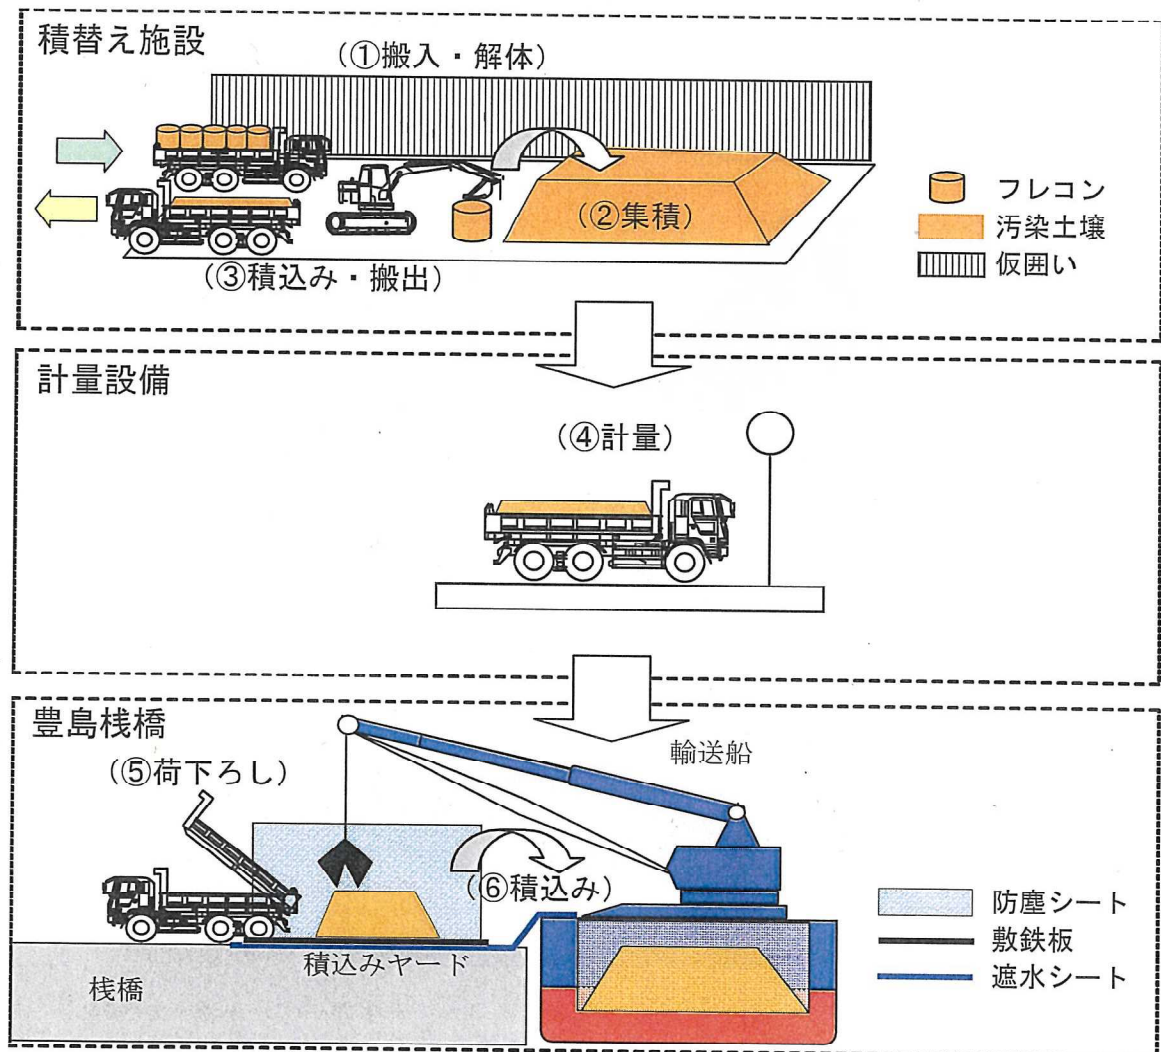 積替え施設
(①搬入・解体)
(②集積)
(③積込み・搬出)
フレコン
汚染土壌
仮囲い
計量設備
(④計量)
豊島桟橋
輸送船
(⑤荷下ろし)
(⑥積込み)
積込みヤード
桟橋
防塵シート
敷鉄板
遮水シート